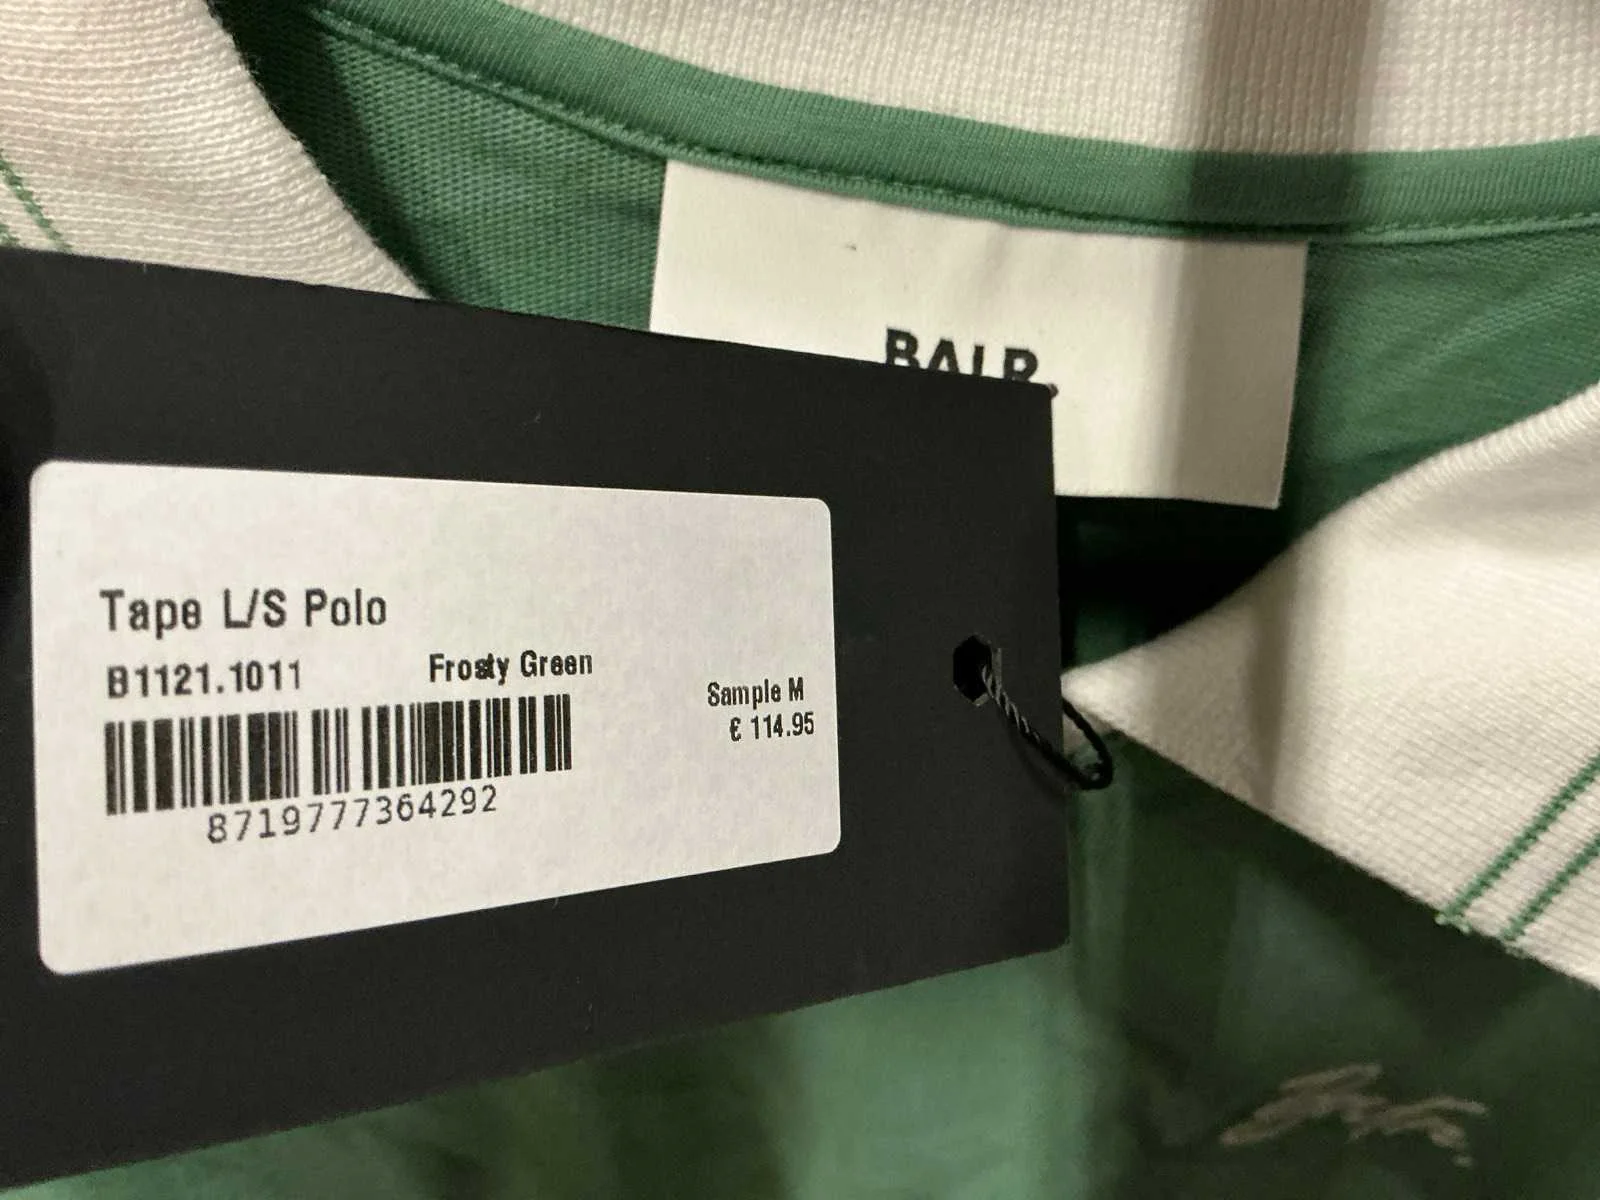 BALR.
Tape L/S Polo
B1121.1011
Frosty Green
Sample M
€ 114.95
8719777364292